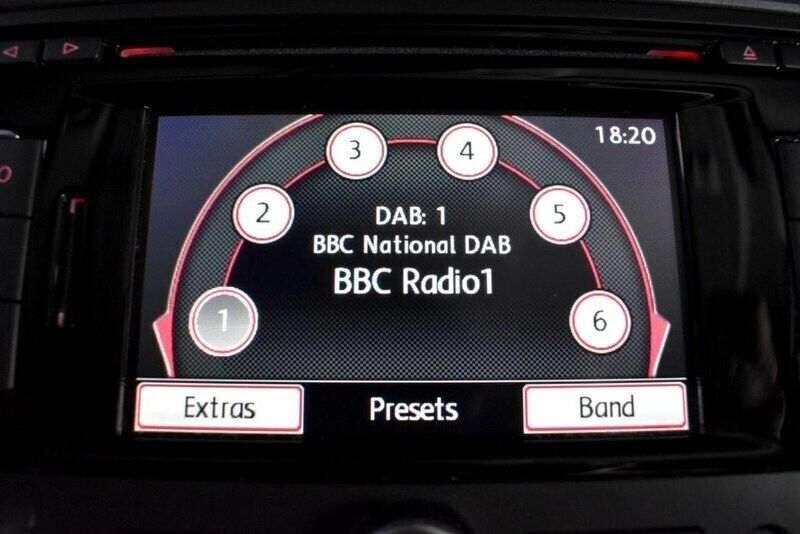 18:20
3
4
2
5
DAB: 1
BBC National DAB
BBC Radio1
1
6
Extras
Presets
Band